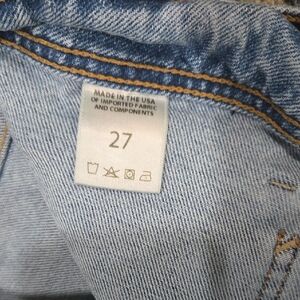 MADE IN THE USA
OF IMPORTED FABRIC
AND COMPONENTS
27